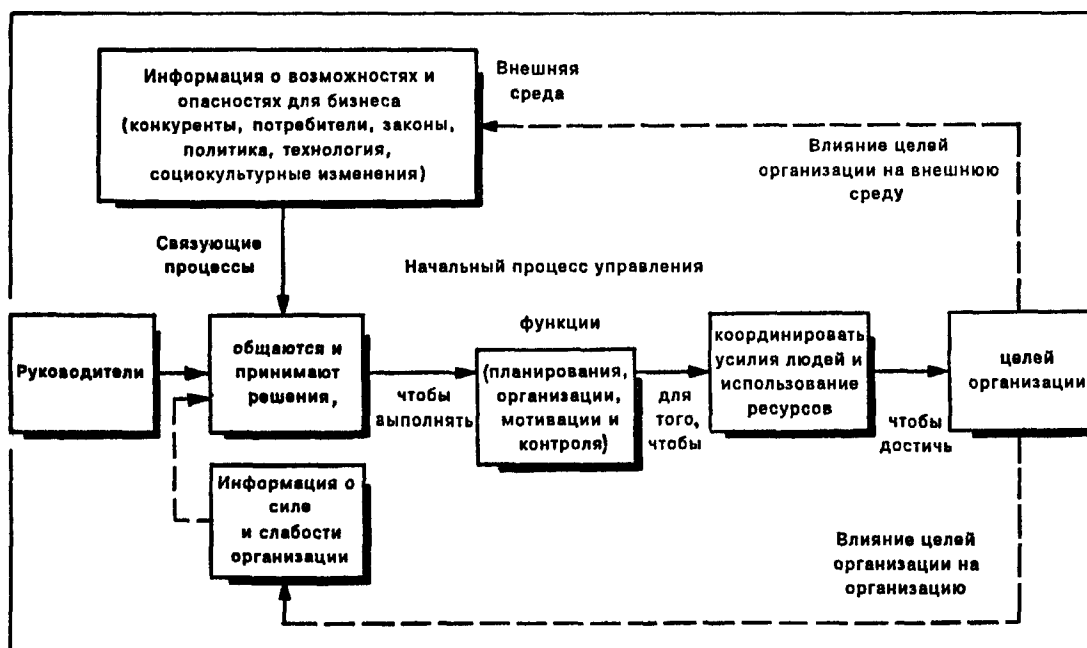 Информация о возможностях и
опасностях для бизнеса
(конкуренты, потребители, законы,
политика, технология,
социокультурные изменения)
Внешняя
среда
Влияние целей
организации на внешнюю
среду
Связующие
процессы
Начальный процесс управления
Руководители
общаются и
принимают
решения,
чтобы
выполнять
функции
(планирования,
организации,
мотивации и
контроля)
для
того,
чтобы
координировать
усилия людей и
использование
ресурсов
чтобы
достичь
целей
организации
Информация о
силе
и слабости
организации
Влияние целей
организации на
организацию